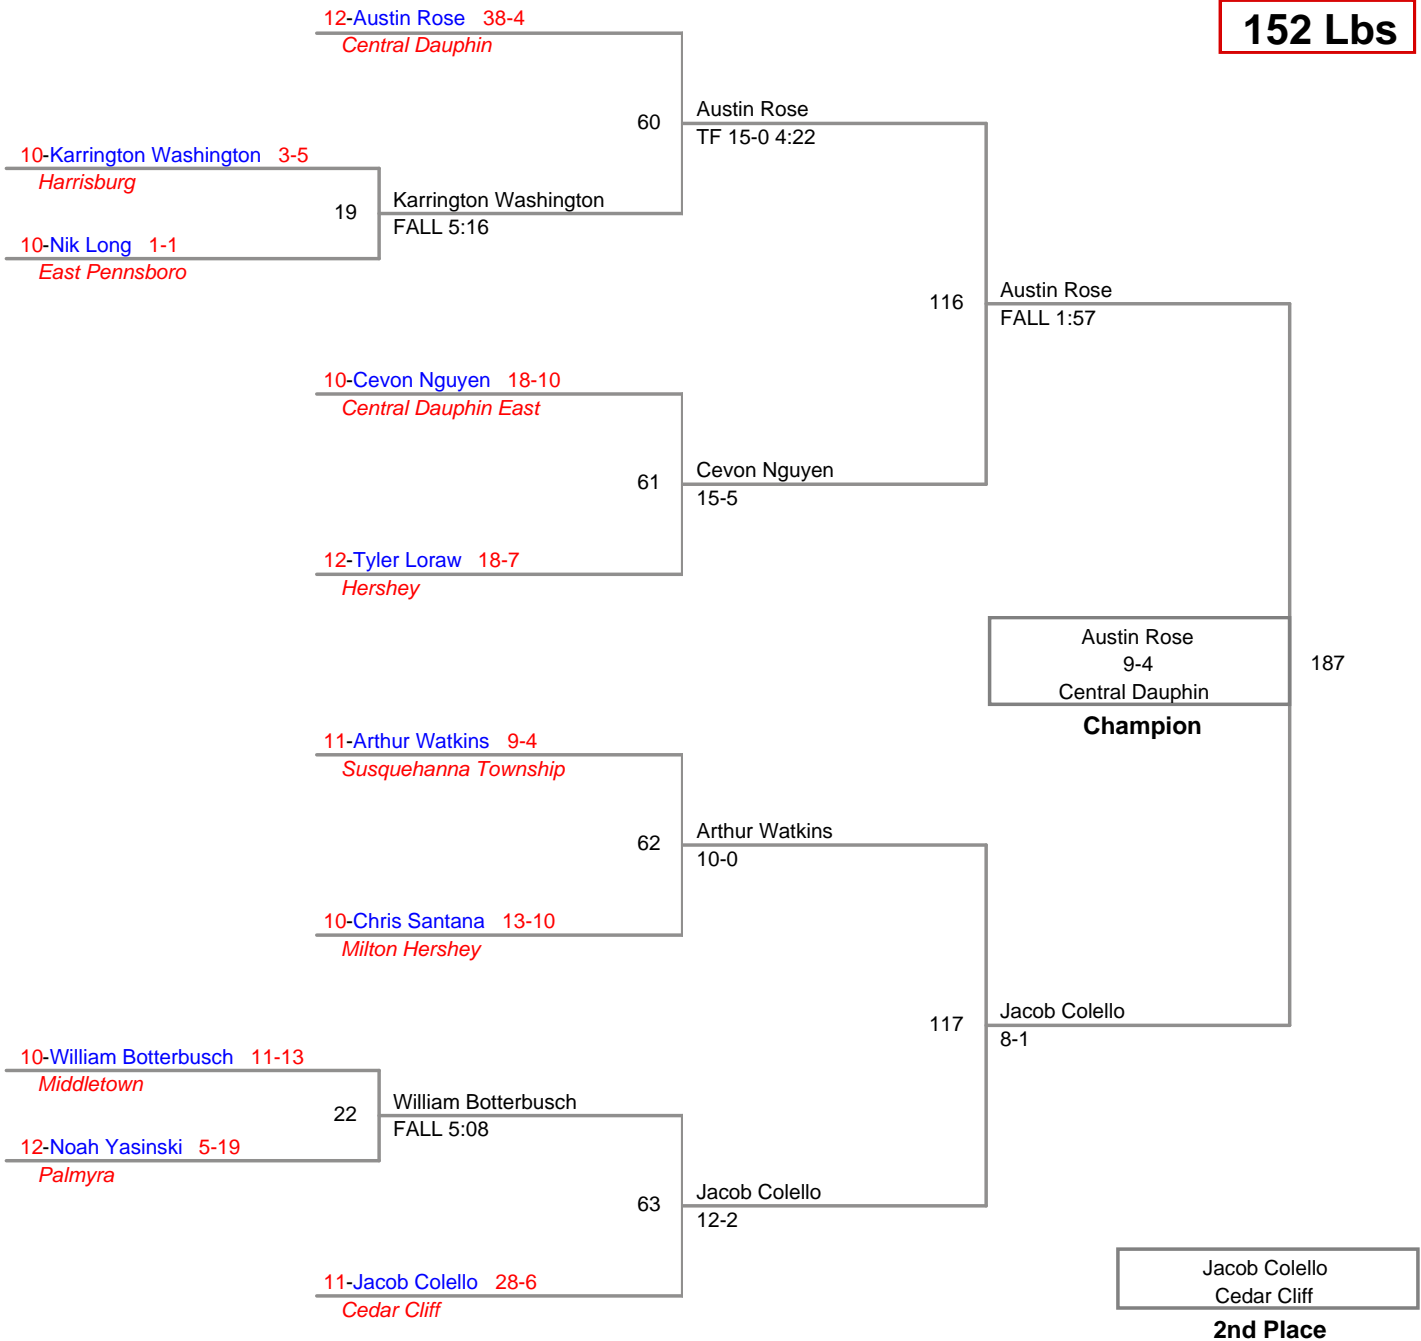 152 Lbs
12-Austin Rose 38-4
Central Dauphin
60
Austin Rose
TF 15-0 4:22
10-Karrington Washington 3-5
Harrisburg
19
Karrington Washington
FALL 5:16
10-Nik Long 1-1
East Pennsboro
116
Austin Rose
FALL 1:57
10-Cevon Nguyen 18-10
Central Dauphin East
61
Cevon Nguyen
15-5
12-Tyler Loraw 18-7
Hershey
Austin Rose
9-4
Central Dauphin
187
Champion
11-Arthur Watkins 9-4
Susquehanna Township
62
Arthur Watkins
10-0
10-Chris Santana 13-10
Milton Hershey
117
Jacob Colello
8-1
10-William Botterbusch 11-13
Middletown
22
William Botterbusch
FALL 5:08
12-Noah Yasinski 5-19
Palmyra
63
Jacob Colello
12-2
11-Jacob Colello 28-6
Cedar Cliff
Jacob Colello
Cedar Cliff
2nd Place